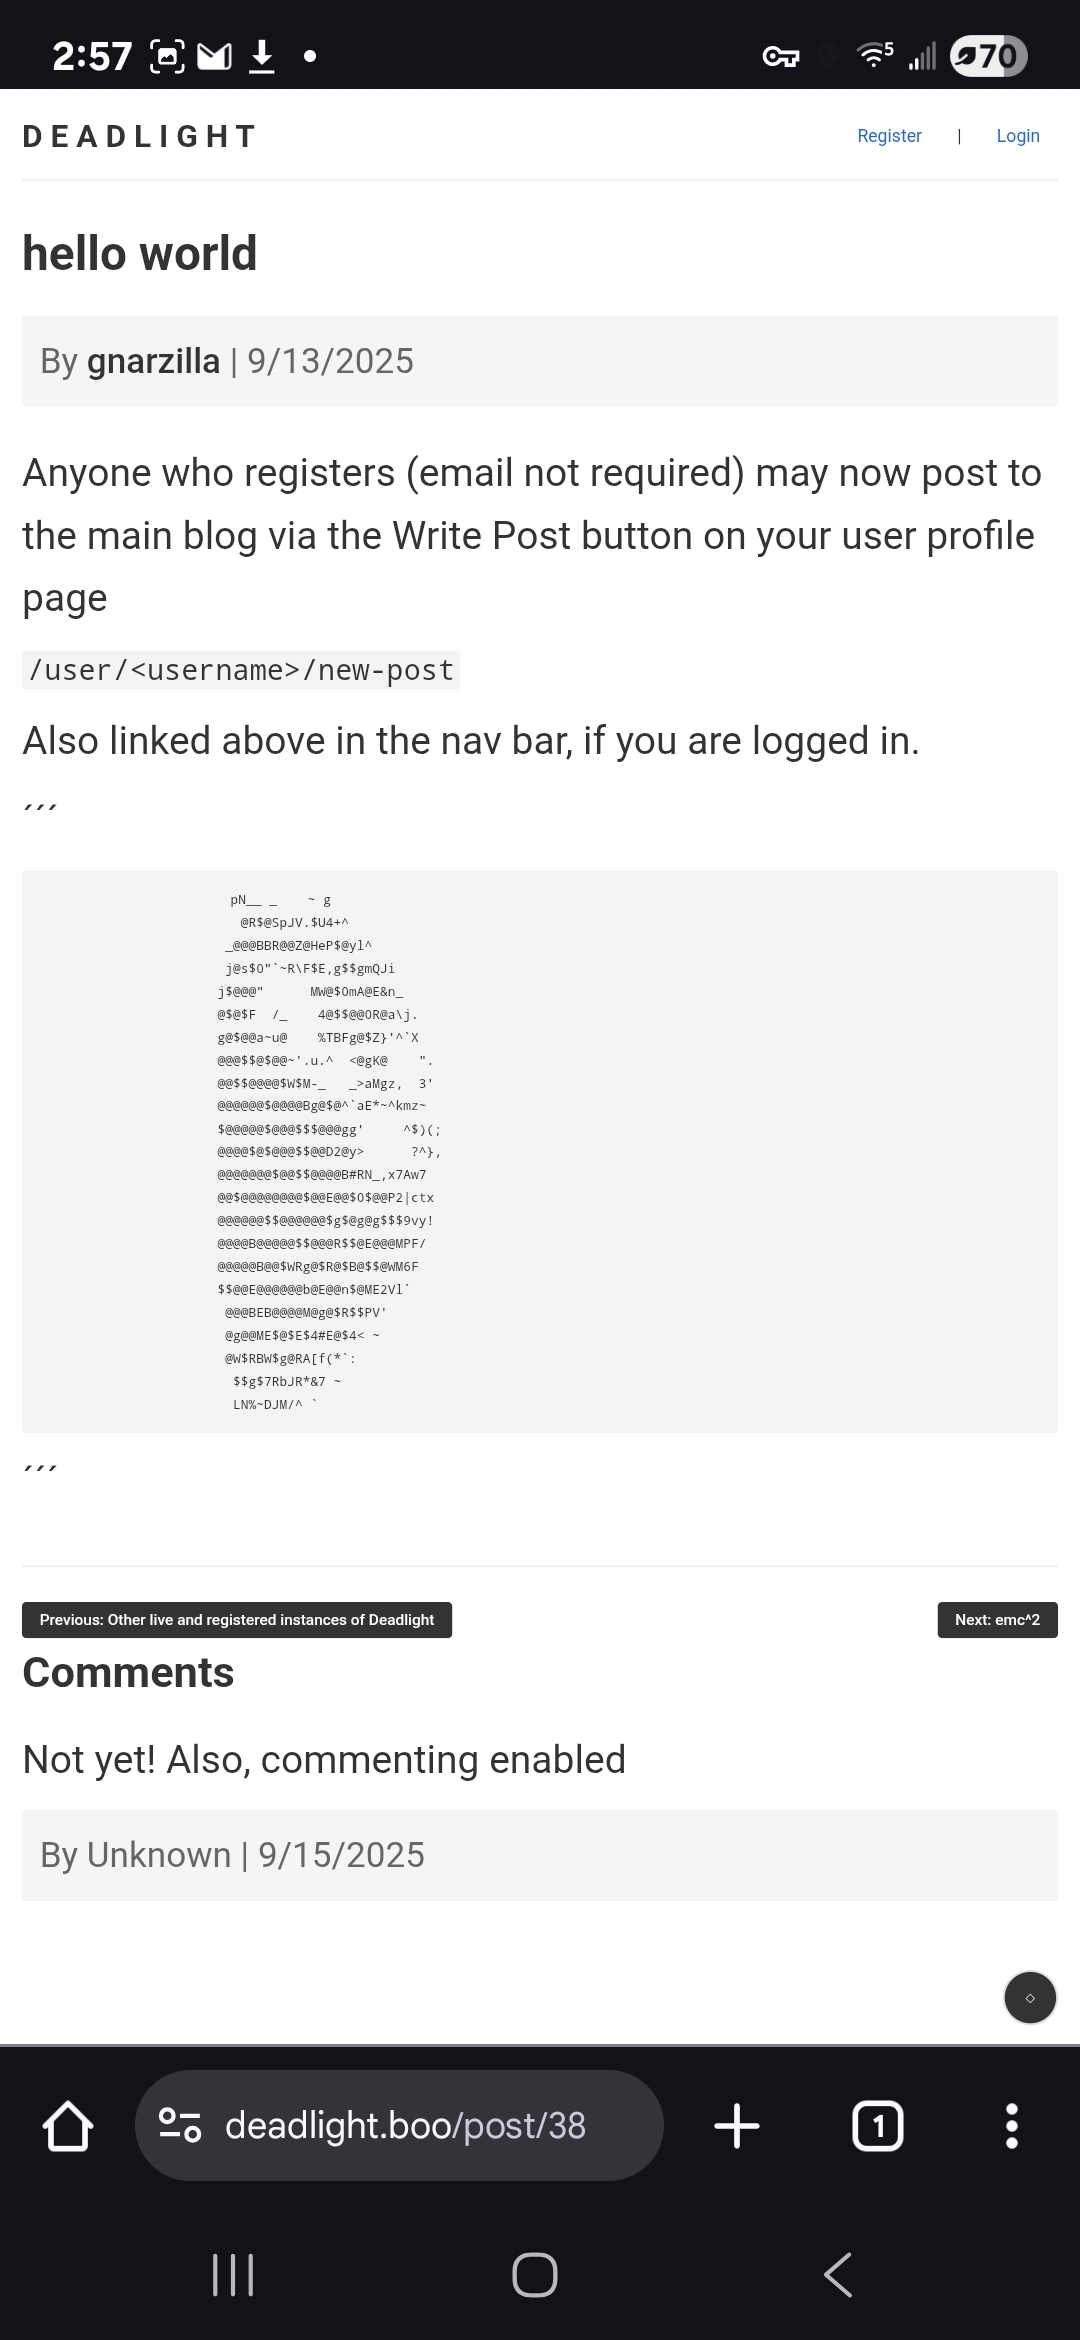 2:57
5
70
DEADLIGHT
Register | Login
hello world
By gnarzilla | 9/13/2025
Anyone who registers (email not required) may now post to
the main blog via the Write Post button on your user profile
page
/user/<username>/new-post
Also linked above in the nav bar, if you are logged in.
´´´
pN__ _    ~ g
@R$@SpJV.$U4+^
_@@@BBR@@Z@HeP$@yl^
j@s$0"`~R\F$E,g$$gmQJi
j$@@@"      MW@$0mA@E&n_
@$@$F  /_    4@$$@@0R@a\j.
g@$@@a~u@    %TBFg@$Z}'^`X
@@@$$@$@@~'.u.^  <@gK@    ".
@@$$@@@@$W$M-_   _>aMgz,  3'
@@@@@@$@@@@Bg@$@^`aE*~^kmz~
$@@@@@$@@@$$$@@@gg'     ^$)(;
@@@@$@$@@@$$@@D2@y>      ?^},
@@@@@@@$@@$$@@@@B#RN_,x7Aw7
@@$@@@@@@@@$@@E@@$0$@@P2|ctx
@@@@@@$$@@@@@@$g$@g@g$$$9vy!
@@@@B@@@@@$$@@@R$$@E@@@MPF/
@@@@@B@@$WRg@$R@$B@$$@WM6F
$$@@E@@@@@@b@E@@n$@ME2Vl`
@@@BEB@@@@M@g@$R$$PV'
@g@@ME$@$E$4#E@$4< ~
@W$RBW$g@RA[f(*`:
$$g$7RbJR*&7 ~
LN%~DJM/^ `
´´´
Previous: Other live and registered instances of Deadlight
Next: emc^2
Comments
Not yet! Also, commenting enabled
By Unknown | 9/15/2025
deadlight.boo/post/38
1